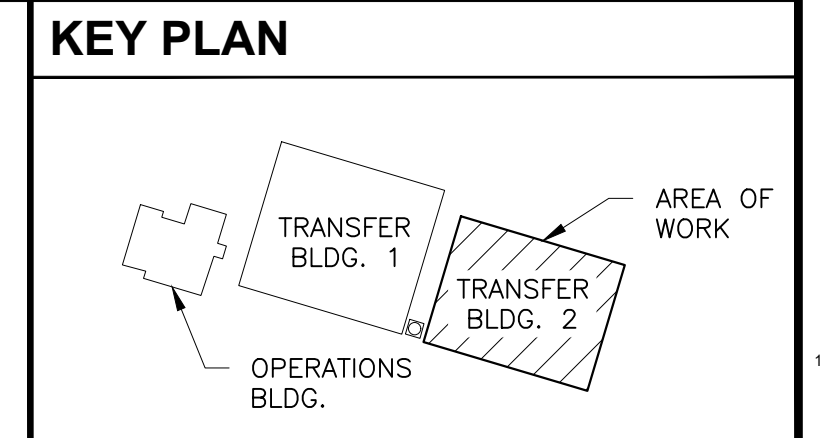 KEY PLAN
TRANSFER
BLDG. 1
AREA OF
WORK
TRANSFER
BLDG. 2
OPERATIONS
BLDG.
1